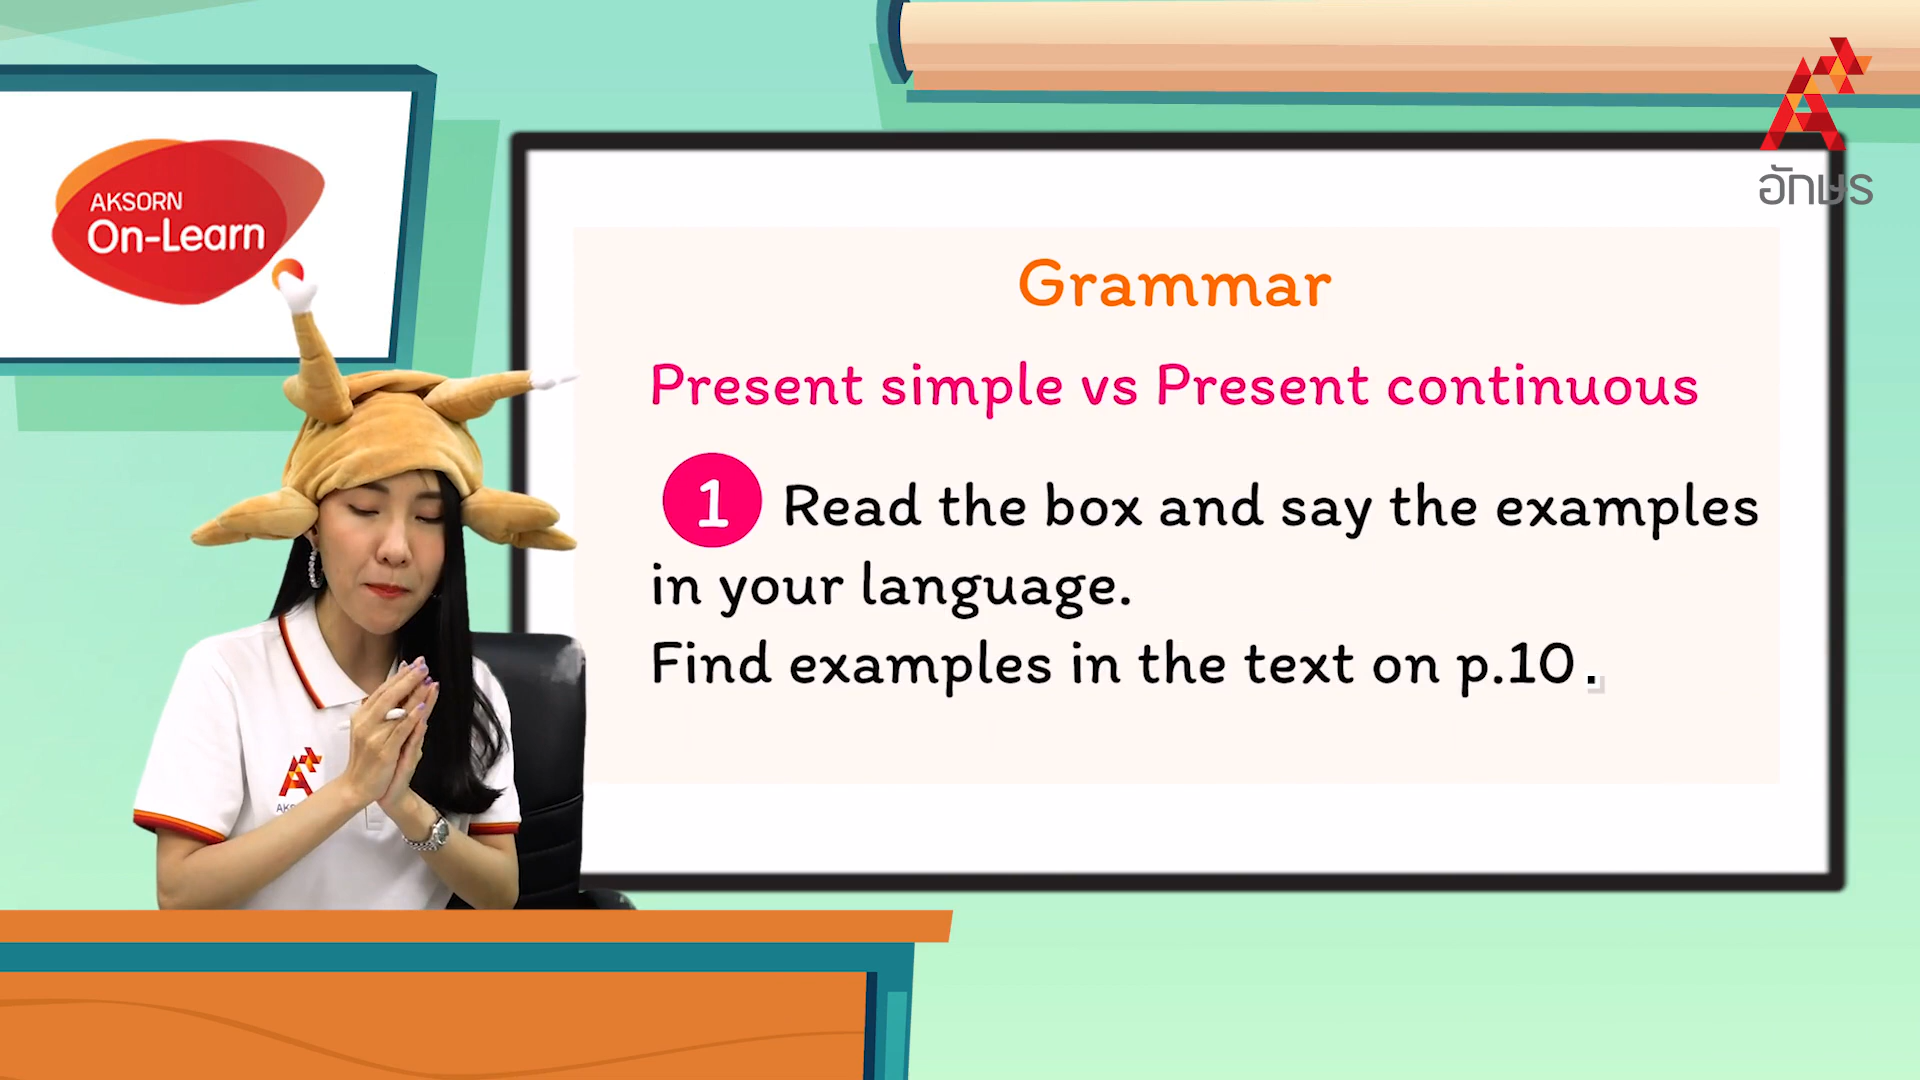 AKSORN
On-Learn
อักษร
Grammar
Present simple vs Present continuous
1 Read the box and say the examples
in your language.
Find examples in the text on p.10 .